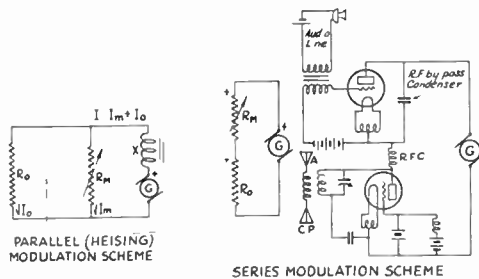 I Im + Io
X
Ro
RM
G
+
Io
Im
PARALLEL (HEISING)
MODULATION SCHEME
Audio
Line
+
RM
+
Ro
+
G
R.F by pass
Condenser
A
RFC
C P
G
SERIES MODULATION SCHEME